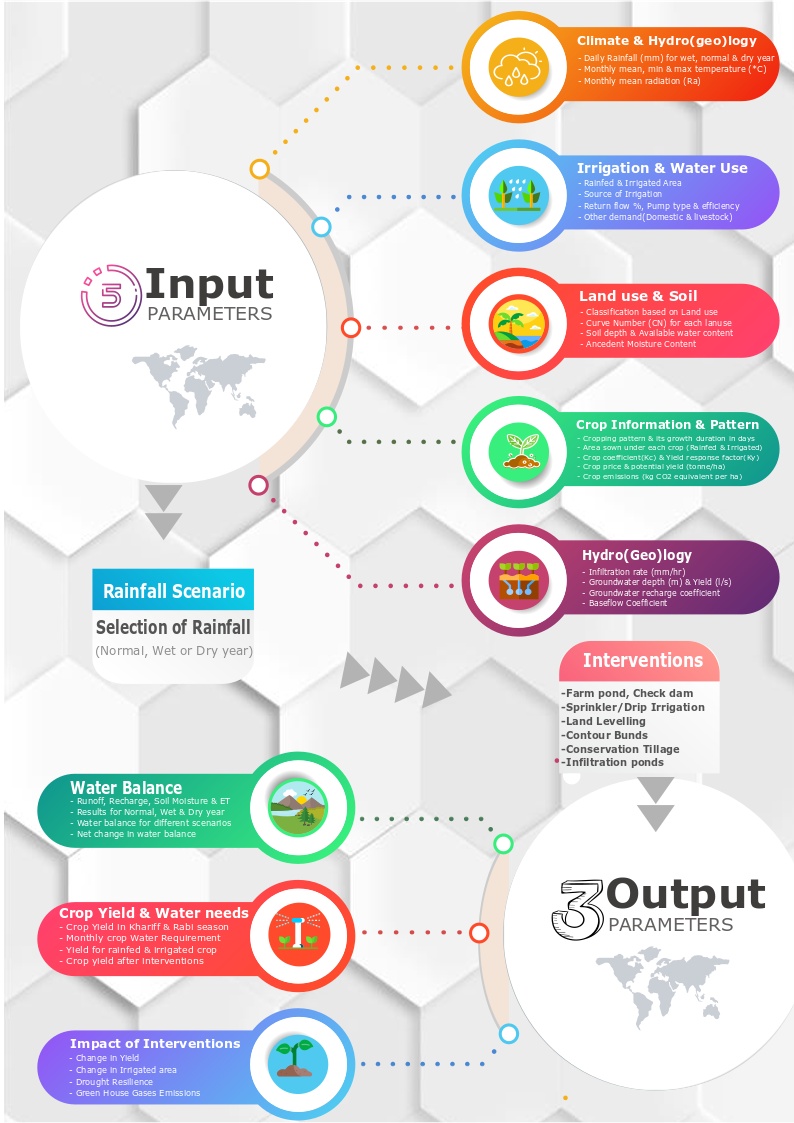 Climate & Hydro(geo)logy
- Daily Rainfall (mm) for wet, normal & dry year
- Monthly mean, min & max temperature (°C)
- Monthly mean radiation (Ra)
Irrigation & Water Use
- Rainfed & Irrigated Area
- Source of Irrigation
- Return flow %, Pump type & efficiency
- Other demand(Domestic & livestock)
5 Input
PARAMETERS
Land use & Soil
- Classification based on Land use
- Curve Number (CN) for each lanuse
- Soil depth & Available water content
- Ancedent Moisture Content
Crop Information & Pattern
- Cropping pattern & its growth duration in days
- Area sown under each crop (Rainfed & Irrigated)
- Crop coefficient(Kc) & Yield response factor(Ky)
- Crop price & potential yield (tonne/ha)
- Crop emissions (kg CO2 equivalent per ha)
Hydro(Geo)logy
- Infiltration rate (mm/hr)
- Groundwater depth (m) & Yield (l/s)
- Groundwater recharge coefficient
- Baseflow Coefficient
Rainfall Scenario
Selection of Rainfall
(Normal, Wet or Dry year)
Interventions
-Farm pond, Check dam
-Sprinkler/Drip Irrigation
-Land Levelling
-Contour Bunds
-Conservation Tillage
-Infiltration ponds
Water Balance
- Runoff, Recharge, Soil Moisture & ET
- Results for Normal, Wet & Dry year
- Water balance for different scenarios
- Net change in water balance
3 Output
PARAMETERS
Crop Yield & Water needs
- Crop Yield in Khariff & Rabi season
- Monthly crop Water Requirement
- Yield for rainfed & irrigated crop
- Crop yield after interventions
Impact of Interventions
- Change in Yield
- Change in Irrigated area
- Drought Resilience
- Green House Gases Emissions